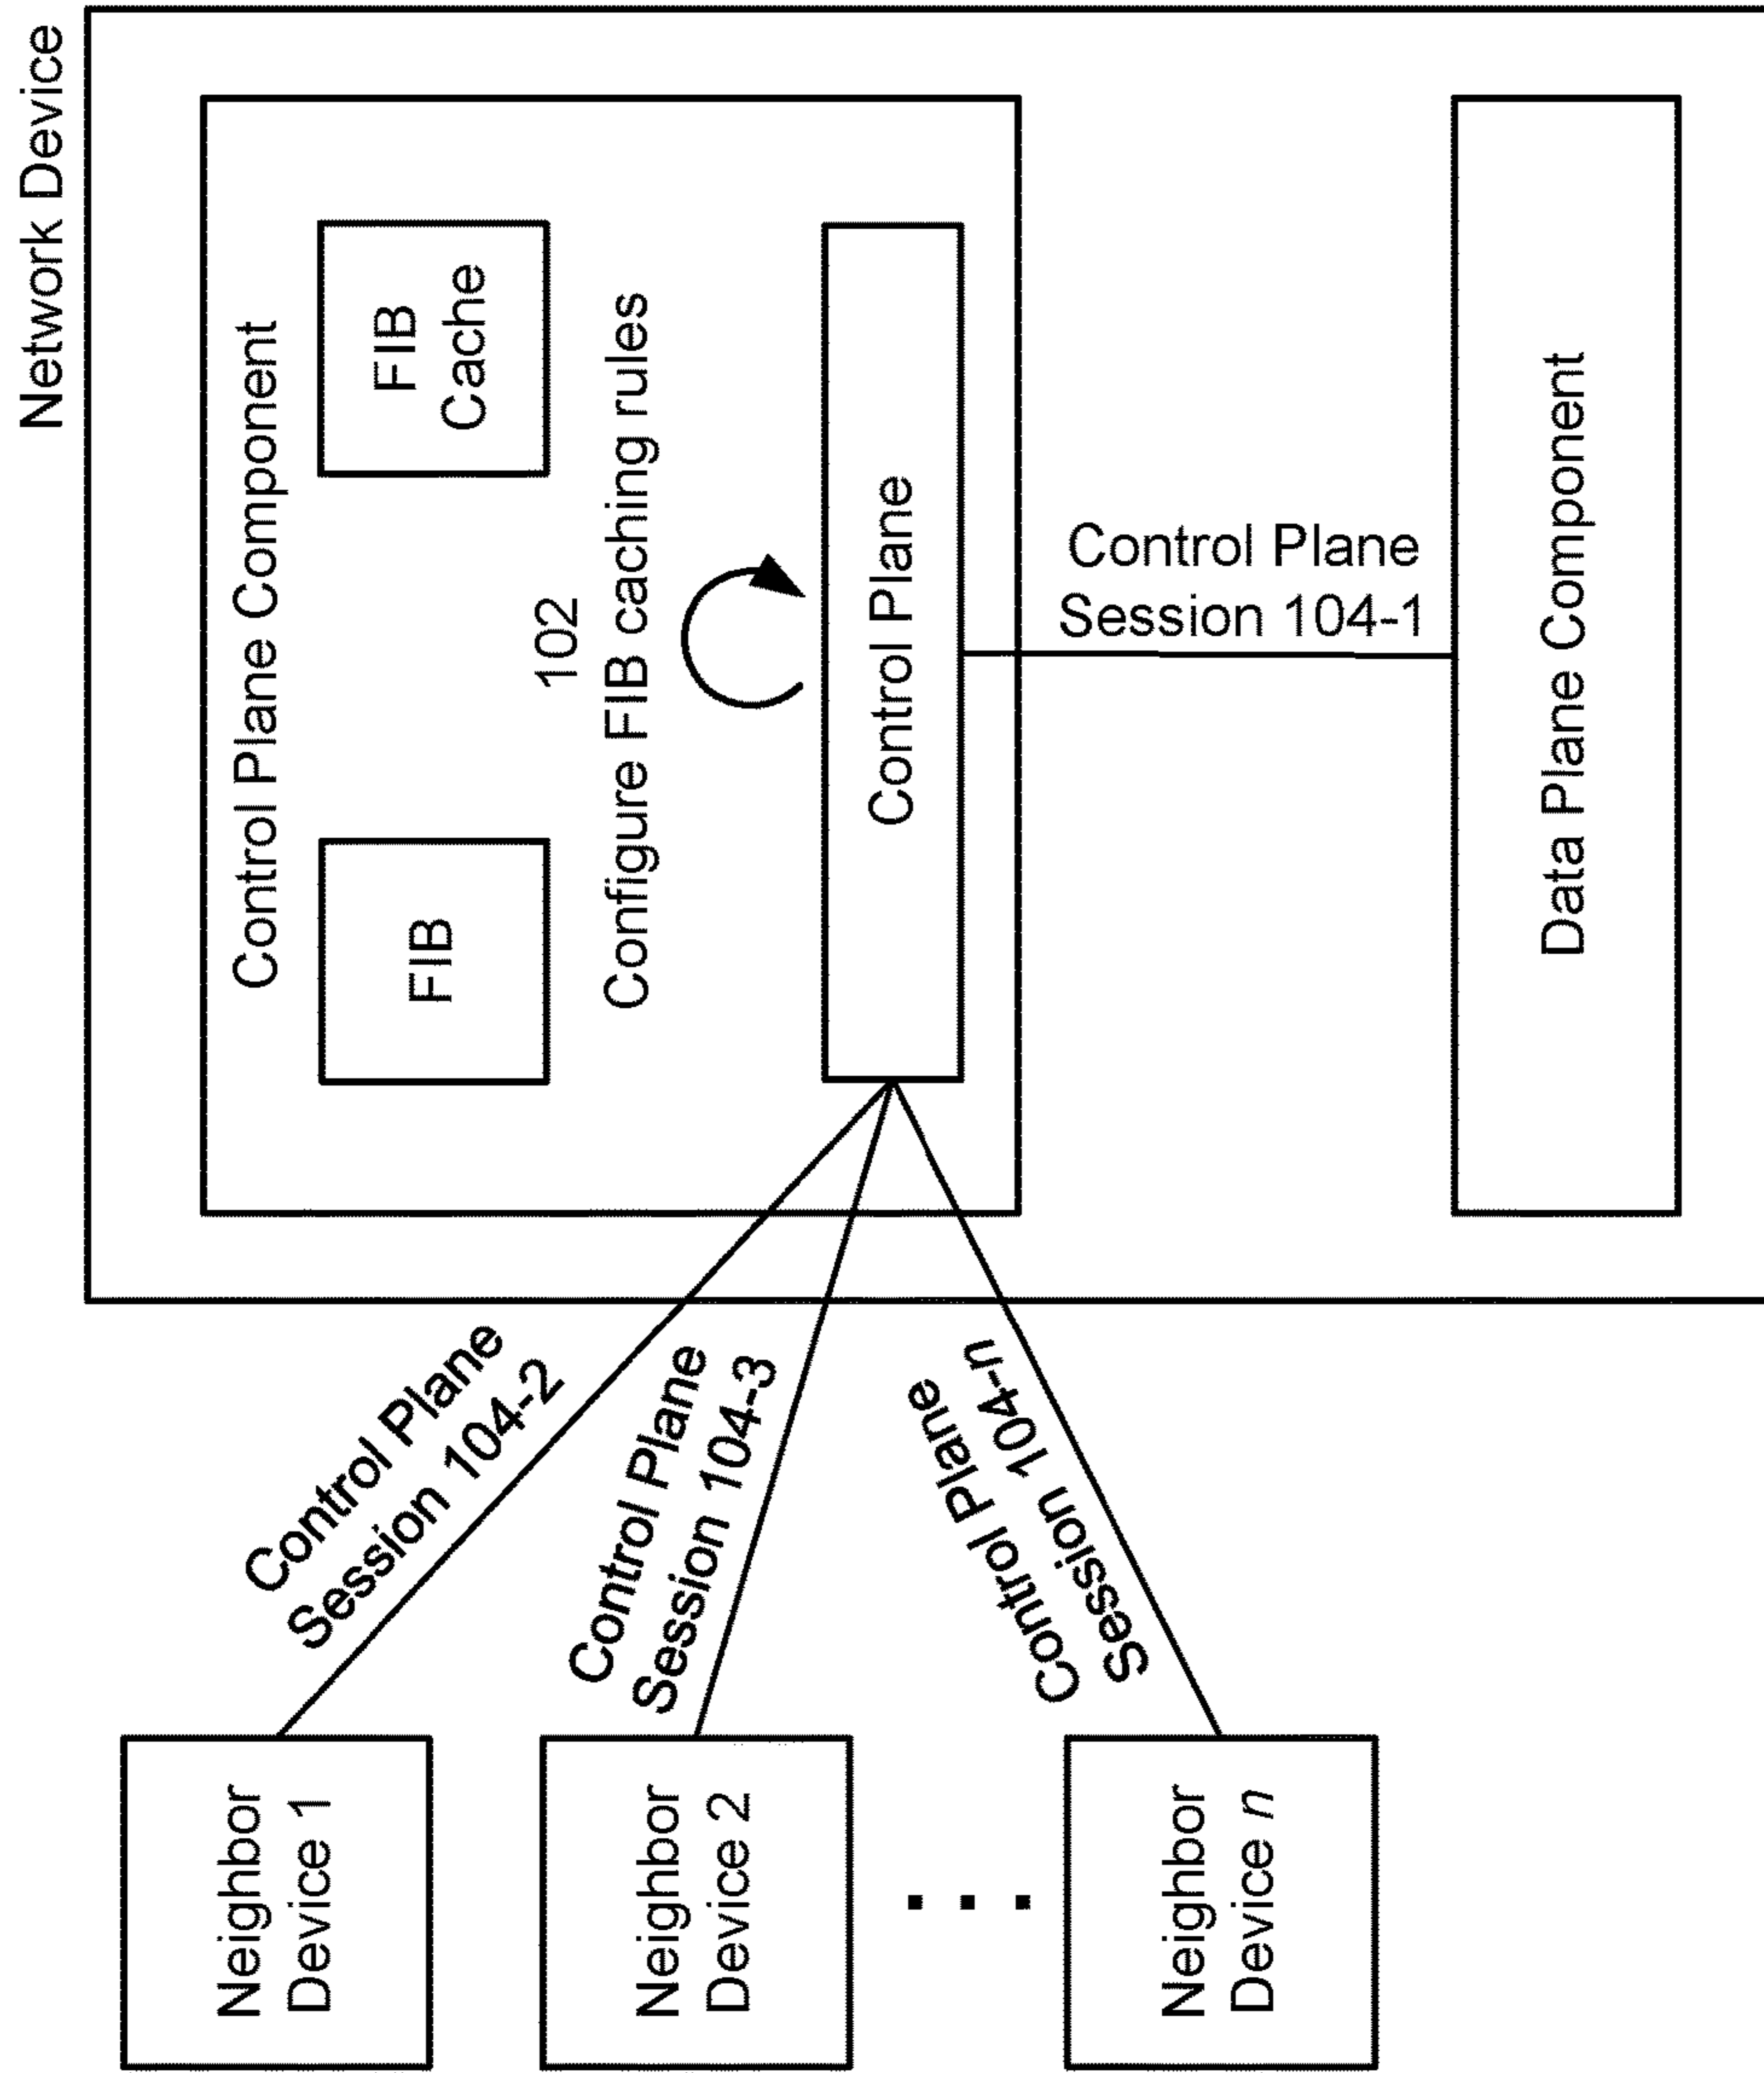 Network Device
Control Plane Component
FIB
FIB
Cache
102
Configure FIB caching rules
Control Plane
Control Plane
Session 104-1
Data Plane Component
Control Plane
Session 104-2
Control Plane
Session 104-3
Control Plane
Session 104-n
Neighbor
Device 1
Neighbor
Device 2
Neighbor
Device n